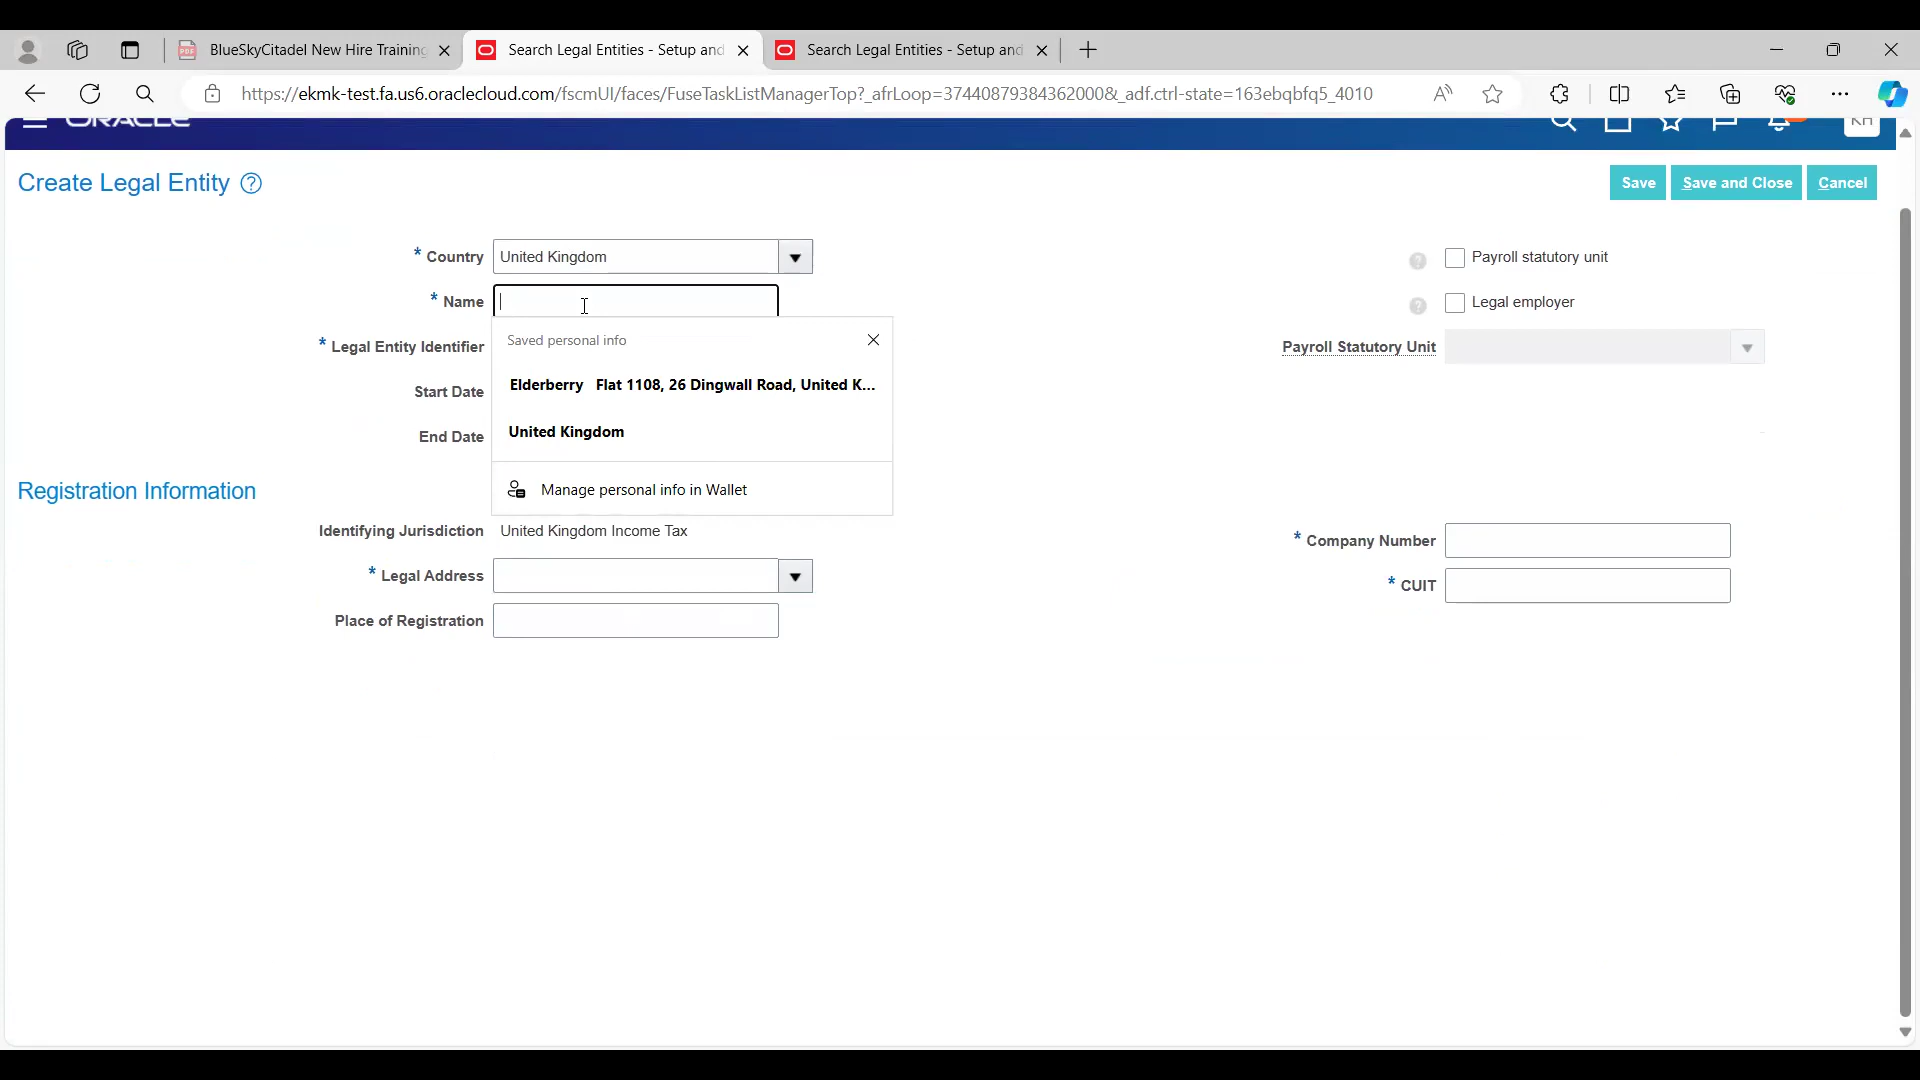 BlueSkyCitadel New Hire Training
Search Legal Entities - Setup and
Search Legal Entities - Setup and
https://ekmk-test.fa.us6.oraclecloud.com/fscmUI/faces/FuseTaskListManagerTop?_afrLoop=37440879384362000&_adf.ctrl-state=163ebqbfq5_4010
ORACLE
KH
Create Legal Entity ?
Save Save and Close Cancel
* Country United Kingdom
Payroll statutory unit
* Name
Legal employer
* Legal Entity Identifier
Saved personal info
Payroll Statutory Unit
Elderberry Flat 1108, 26 Dingwall Road, United K...
Start Date
United Kingdom
End Date
Manage personal info in Wallet
Registration Information
Identifying Jurisdiction United Kingdom Income Tax
* Company Number
* Legal Address
* CUIT
Place of Registration